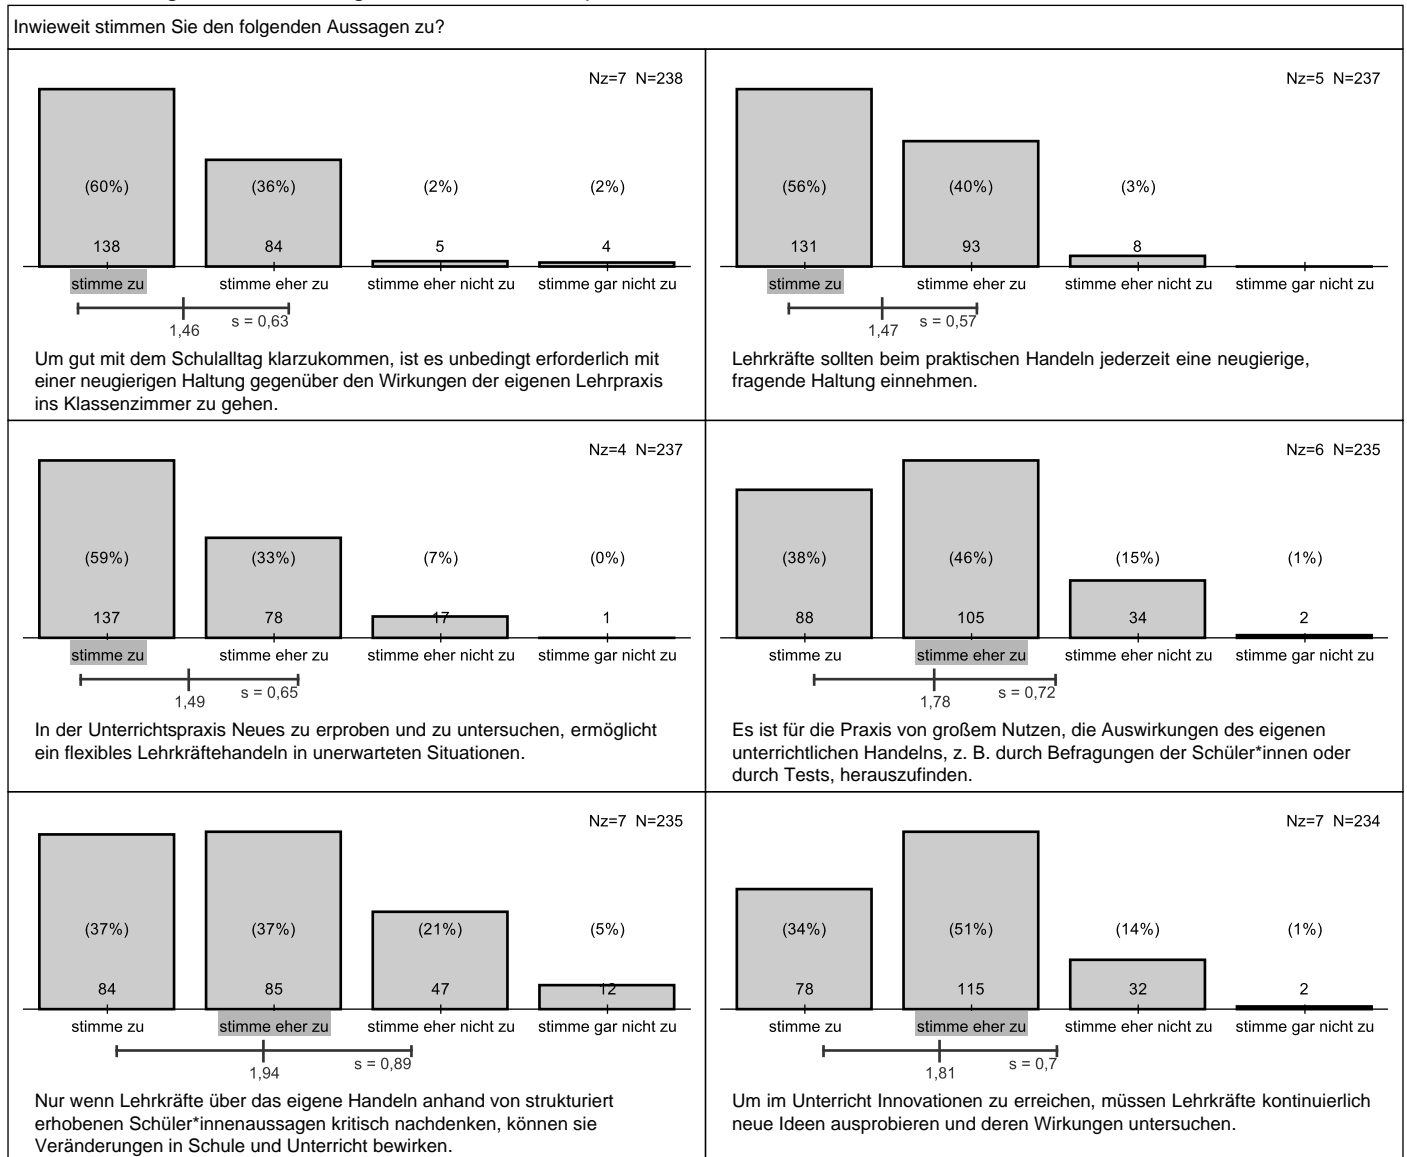 Inwieweit stimmen Sie den folgenden Aussagen zu?
Nz=7 N=238
(60%) (36%) (2%) (2%)
138 84 5 4
stimme zu stimme eher zu stimme eher nicht zu stimme gar nicht zu
1,46 s = 0,63
Um gut mit dem Schulalltag klarzukommen, ist es unbedingt erforderlich mit
einer neugierigen Haltung gegenüber den Wirkungen der eigenen Lehrpraxis
ins Klassenzimmer zu gehen.
Nz=5 N=237
(56%) (40%) (3%)
131 93 8
stimme zu stimme eher zu stimme eher nicht zu stimme gar nicht zu
1,47 s = 0,57
Lehrkräfte sollten beim praktischen Handeln jederzeit eine neugierige,
fragende Haltung einnehmen.
Nz=4 N=237
(59%) (33%) (7%) (0%)
137 78 17 1
stimme zu stimme eher zu stimme eher nicht zu stimme gar nicht zu
1,49 s = 0,65
In der Unterrichtspraxis Neues zu erproben und zu untersuchen, ermöglicht
ein flexibles Lehrkräftehandeln in unerwarteten Situationen.
Nz=6 N=235
(38%) (46%) (15%) (1%)
88 105 34 2
stimme zu stimme eher zu stimme eher nicht zu stimme gar nicht zu
1,78 s = 0,72
Es ist für die Praxis von großem Nutzen, die Auswirkungen des eigenen
unterrichtlichen Handelns, z. B. durch Befragungen der Schüler*innen oder
durch Tests, herauszufinden.
Nz=7 N=235
(37%) (37%) (21%) (5%)
84 85 47 12
stimme zu stimme eher zu stimme eher nicht zu stimme gar nicht zu
1,94 s = 0,89
Nur wenn Lehrkräfte über das eigene Handeln anhand von strukturiert
erhobenen Schüler*innenaussagen kritisch nachdenken, können sie
Veränderungen in Schule und Unterricht bewirken.
Nz=7 N=234
(34%) (51%) (14%) (1%)
78 115 32 2
stimme zu stimme eher zu stimme eher nicht zu stimme gar nicht zu
1,81 s = 0,7
Um im Unterricht Innovationen zu erreichen, müssen Lehrkräfte kontinuierlich
neue Ideen ausprobieren und deren Wirkungen untersuchen.